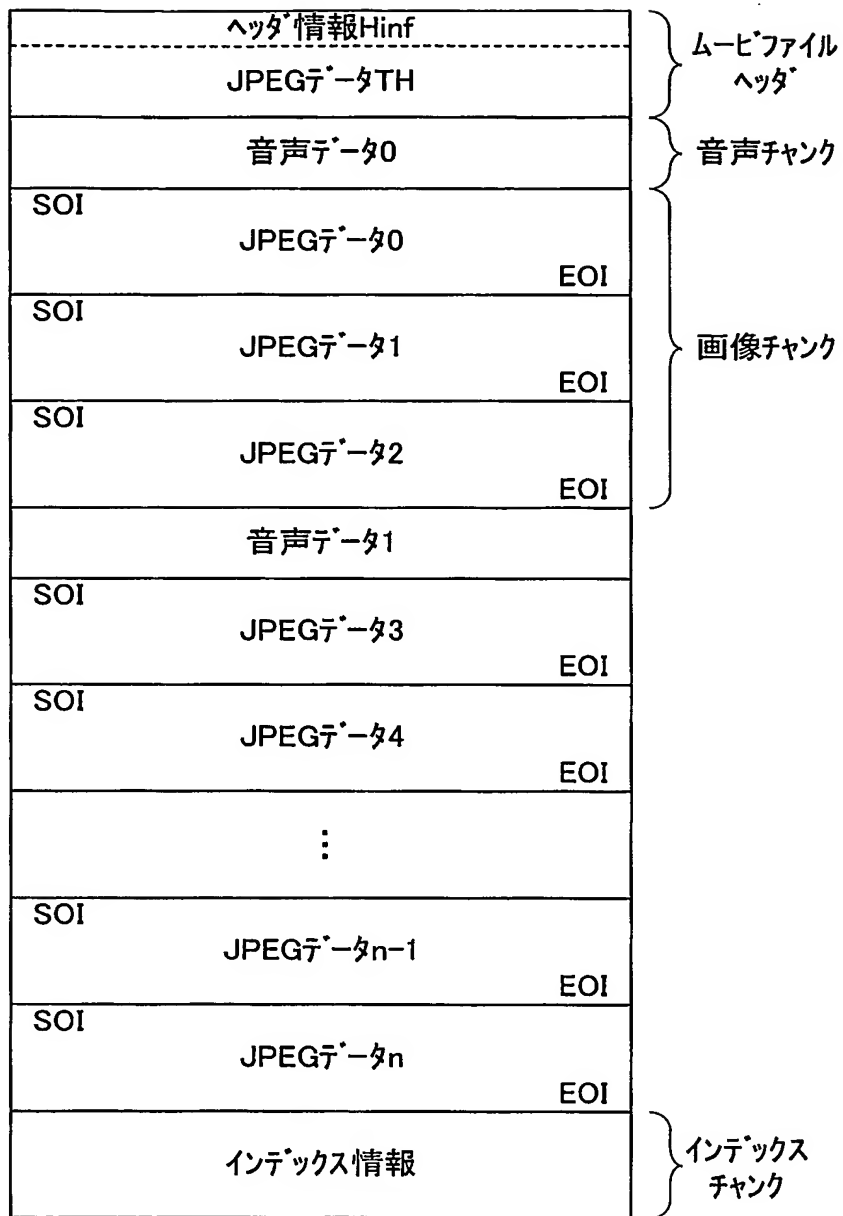 ヘッダ情報Hinf
JPEGデータTH
ムービファイル
ヘッダ
音声データ0
音声チャンク
SOI
JPEGデータ0
EOI
SOI
JPEGデータ1
EOI
画像チャンク
SOI
JPEGデータ2
EOI
音声データ1
SOI
JPEGデータ3
EOI
SOI
JPEGデータ4
EOI
⋮
SOI
JPEGデータn-1
EOI
SOI
JPEGデータn
EOI
インデックス情報
インデックス
チャンク